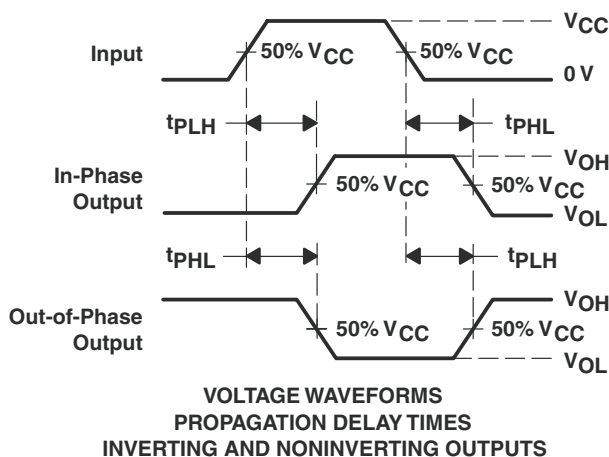 VCC
Input
50% VCC
50% VCC
0 V
tPLH
tPHL
In-Phase
Output
VOH
50% VCC
50% VCC
VOL
tPHL
tPLH
Out-of-Phase
Output
VOH
50% VCC
50% VCC
VOL
VOLTAGE WAVEFORMS
PROPAGATION DELAY TIMES
INVERTING AND NONINVERTING OUTPUTS